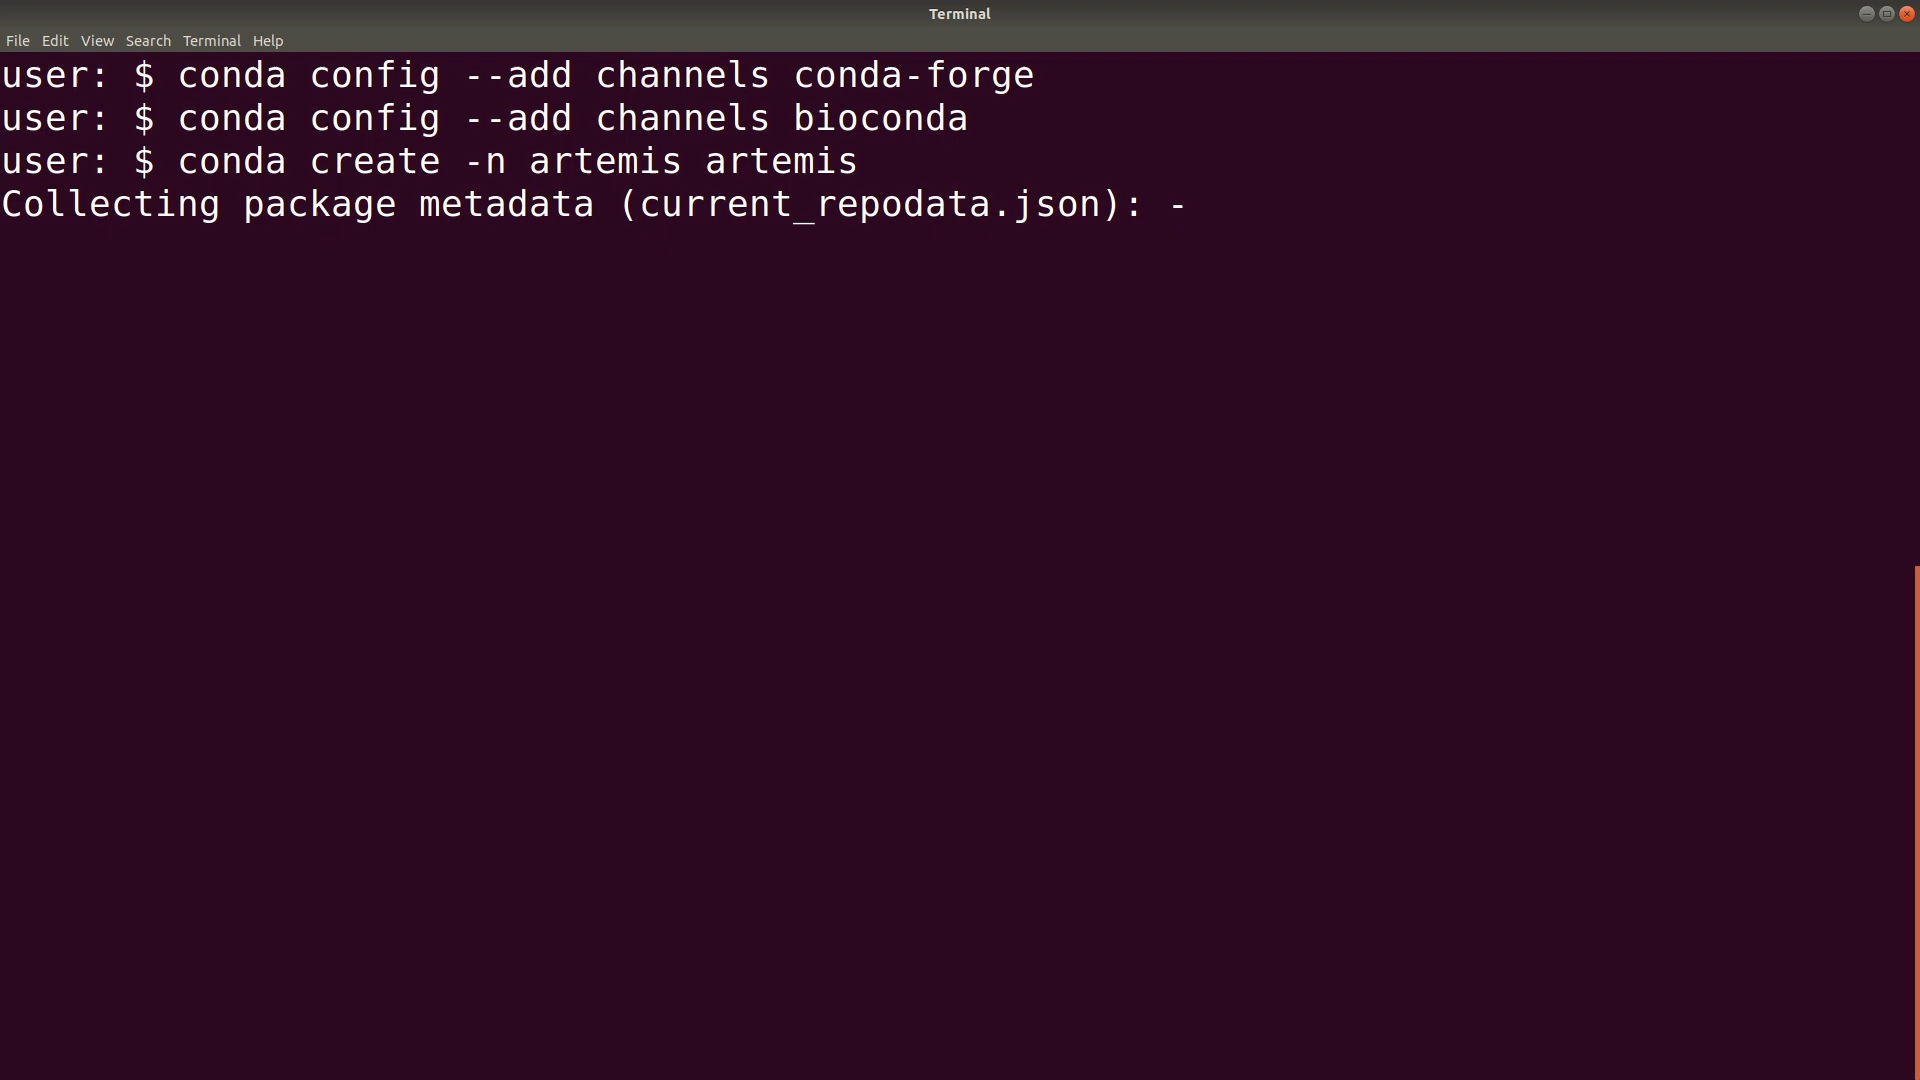 Terminal
File Edit View Search Terminal Help
user: $ conda config --add channels conda-forge
user: $ conda config --add channels bioconda
user: $ conda create -n artemis artemis
Collecting package metadata (current_repodata.json): -